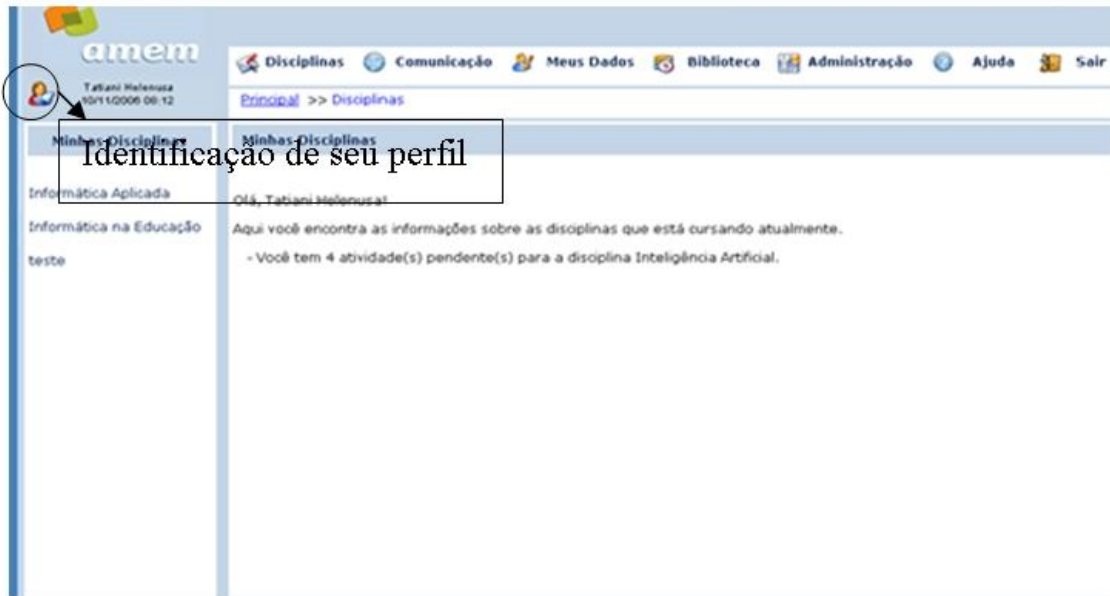 amem
Disciplinas Comunicação Meus Dados Biblioteca Administração Ajuda Sair
Tatiani Helenusa
10/11/2006 08:12
Principal >> Disciplinas
Minhas Disciplinas
Minhas Disciplinas
Identificação de seu perfil
Informática Aplicada
Informática na Educação
teste
Olá, Tatiani Helenusa!
Aqui você encontra as informações sobre as disciplinas que está cursando atualmente.
- Você tem 4 atividade(s) pendente(s) para a disciplina Inteligência Artificial.